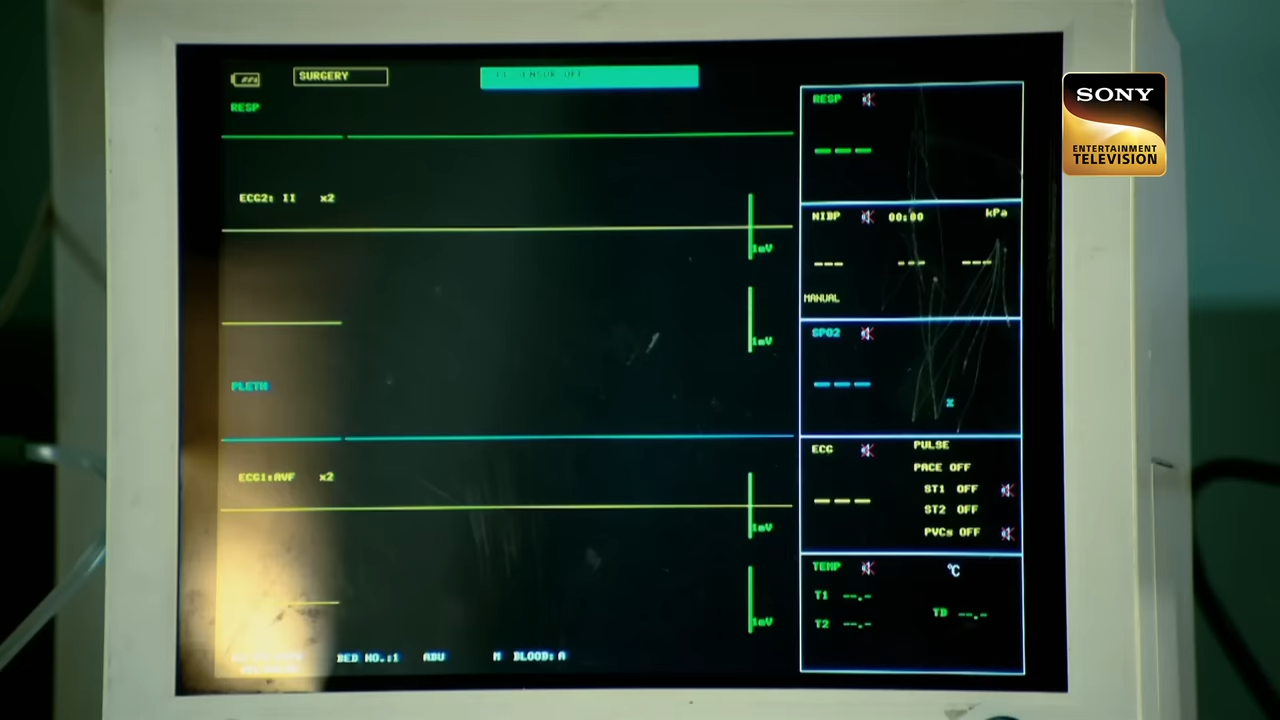 SURGERY
RESP
ECG2: II x2
1mV
1mV
PLETH
ECG1:AVF x2
1mV
1mV
BED NO.:1 ADU M BLOOD: A
RESP
---
NIBP 00:00 kPa
--- --- ---
MANUAL
SPO2
---
%
ECG PULSE
PACE OFF
--- ST1 OFF
ST2 OFF
PVCs OFF
TEMP ℃
T1 --.-
TD --.-
T2 --.-
SONY
ENTERTAINMENT
TELEVISION